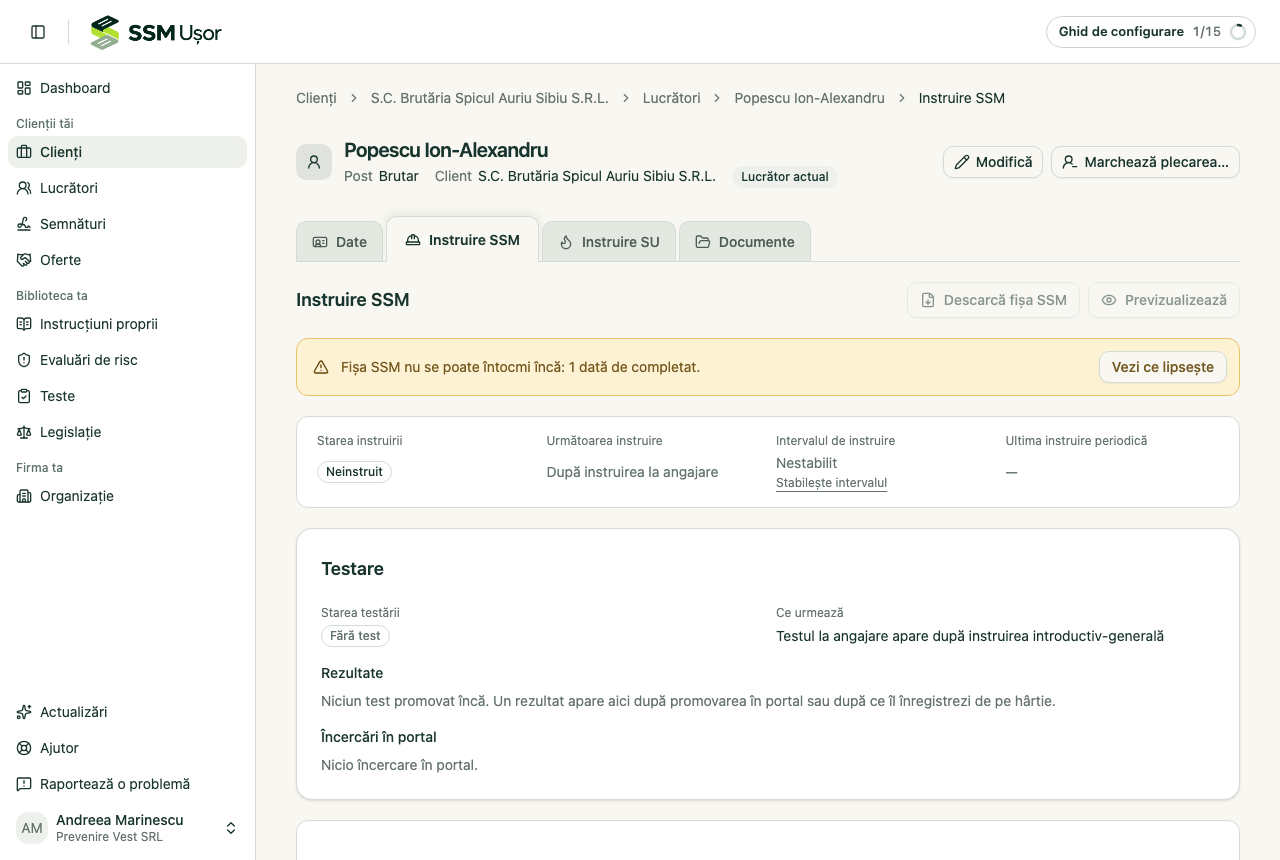 SSM Ușor
Ghid de configurare 1/15
Dashboard
Clienții tăi
Clienți
Lucrători
Semnături
Oferte
Biblioteca ta
Instrucțiuni proprii
Evaluări de risc
Teste
Legislație
Firma ta
Organizație
Actualizări
Ajutor
Raportează o problemă
AM
Andreea Marinescu
Prevenire Vest SRL
Clienți > S.C. Brutăria Spicul Auriu Sibiu S.R.L. > Lucrători > Popescu Ion-Alexandru > Instruire SSM
Popescu Ion-Alexandru
Post Brutar Client S.C. Brutăria Spicul Auriu Sibiu S.R.L. Lucrător actual
Modifică
Marchează plecarea...
Date
Instruire SSM
Instruire SU
Documente
Instruire SSM
Descarcă fișa SSM
Previzualizează
Fișa SSM nu se poate întocmi încă: 1 dată de completat.
Vezi ce lipsește
Starea instruirii
Neinstruit
Următoarea instruire
După instruirea la angajare
Intervalul de instruire
Nestabilit
Stabilește intervalul
Ultima instruire periodică
—
Testare
Starea testării
Fără test
Ce urmează
Testul la angajare apare după instruirea introductiv-generală
Rezultate
Niciun test promovat încă. Un rezultat apare aici după promovarea în portal sau după ce îl înregistrezi de pe hârtie.
Încercări în portal
Nicio încercare în portal.